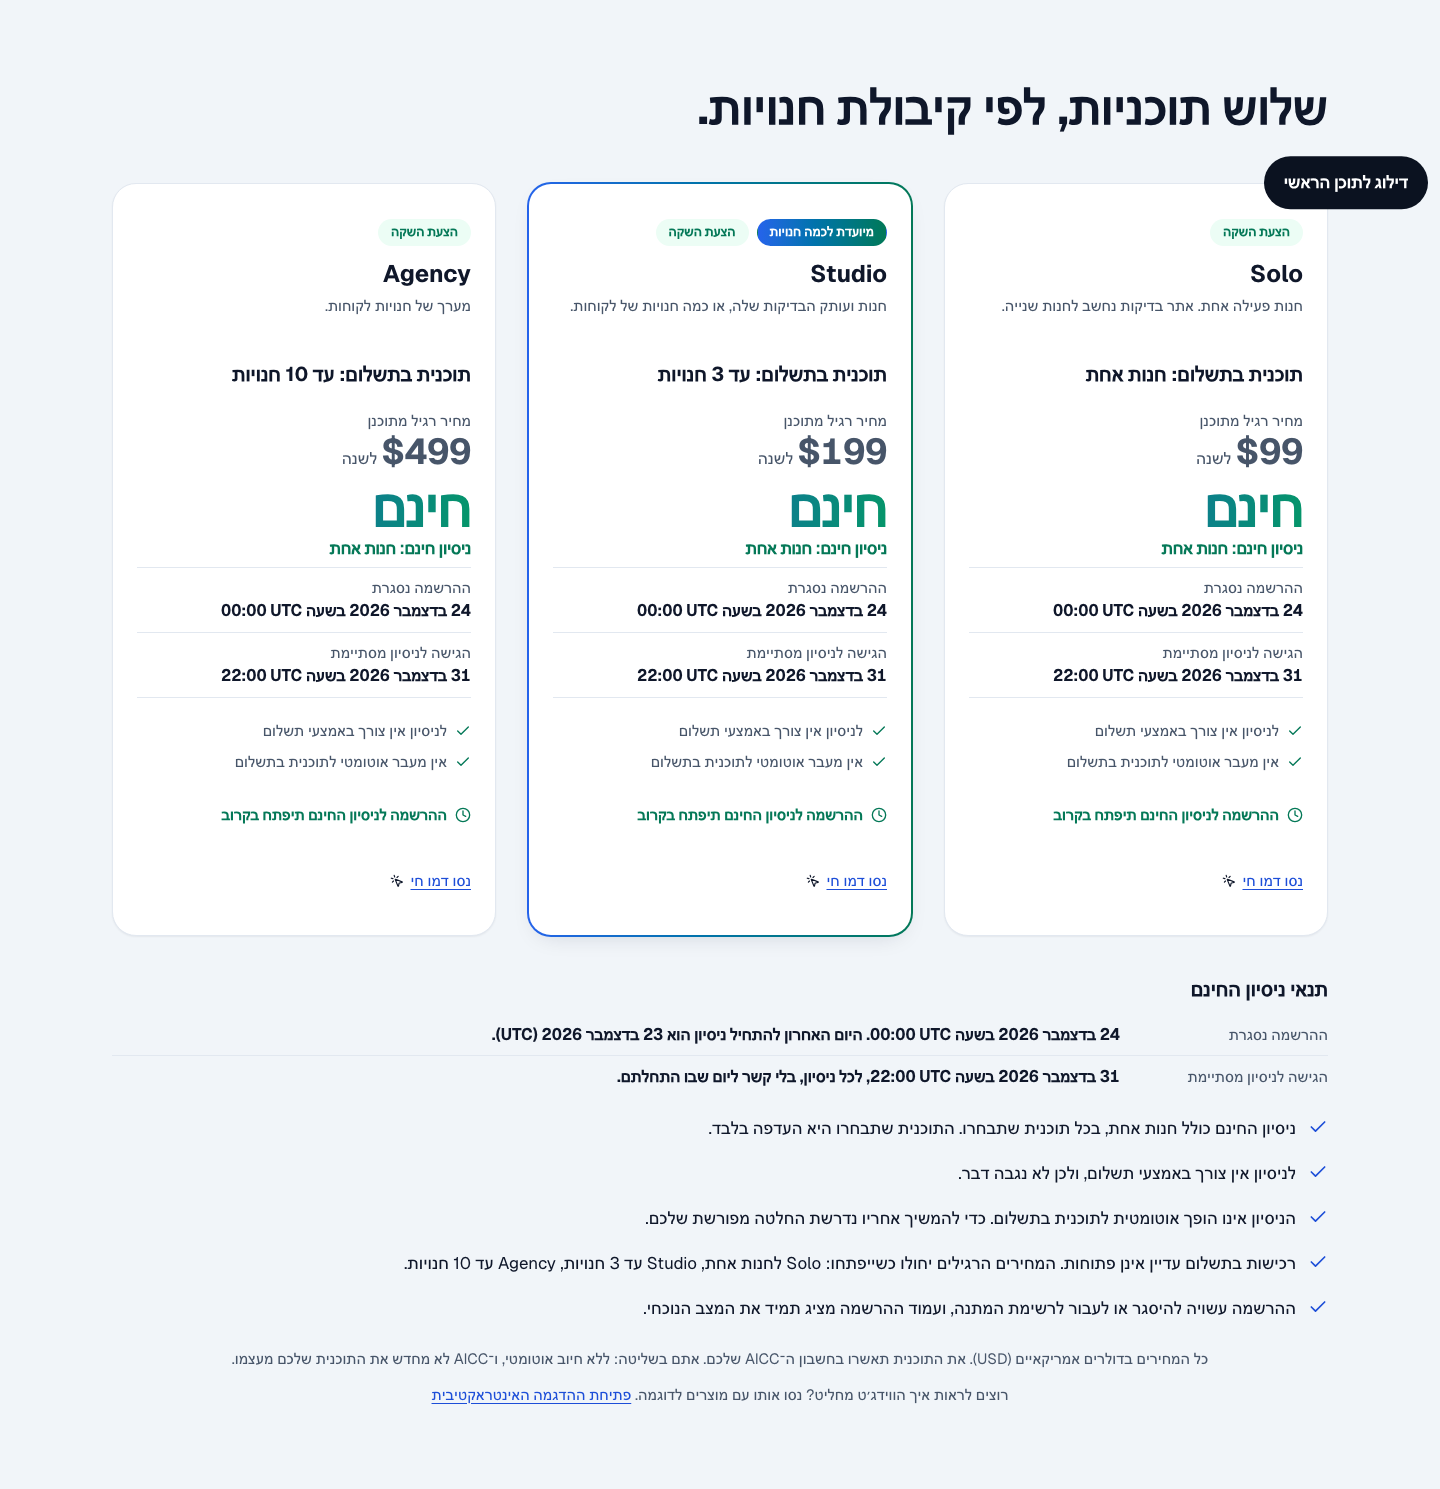 שלוש תוכניות, לפי קיבולת חנויות.
דילוג לתוכן הראשי
הצעת השקה
Solo
חנות פעילה אחת. אתר בדיקות נחשב לחנות שנייה.
תוכנית בתשלום: חנות אחת
מחיר רגיל מתוכנן
$99 לשנה
חינם
ניסיון חינם: חנות אחת
ההרשמה נסגרת
24 בדצמבר 2026 בשעה 00:00 UTC
הגישה לניסיון מסתיימת
31 בדצמבר 2026 בשעה 22:00 UTC
לניסיון אין צורך באמצעי תשלום
אין מעבר אוטומטי לתוכנית בתשלום
ההרשמה לניסיון החינם תיפתח בקרוב
נסו דמו חי
מיועדת לכמה חנויות
הצעת השקה
Studio
חנות ועותק הבדיקות שלה, או כמה חנויות של לקוחות.
תוכנית בתשלום: עד 3 חנויות
מחיר רגיל מתוכנן
$199 לשנה
חינם
ניסיון חינם: חנות אחת
ההרשמה נסגרת
24 בדצמבר 2026 בשעה 00:00 UTC
הגישה לניסיון מסתיימת
31 בדצמבר 2026 בשעה 22:00 UTC
לניסיון אין צורך באמצעי תשלום
אין מעבר אוטומטי לתוכנית בתשלום
ההרשמה לניסיון החינם תיפתח בקרוב
נסו דמו חי
הצעת השקה
Agency
מערך של חנויות לקוחות.
תוכנית בתשלום: עד 10 חנויות
מחיר רגיל מתוכנן
$499 לשנה
חינם
ניסיון חינם: חנות אחת
ההרשמה נסגרת
24 בדצמבר 2026 בשעה 00:00 UTC
הגישה לניסיון מסתיימת
31 בדצמבר 2026 בשעה 22:00 UTC
לניסיון אין צורך באמצעי תשלום
אין מעבר אוטומטי לתוכנית בתשלום
ההרשמה לניסיון החינם תיפתח בקרוב
נסו דמו חי
תנאי ניסיון החינם
ההרשמה נסגרת 24 בדצמבר 2026 בשעה 00:00 UTC. היום האחרון להתחיל ניסיון הוא 23 בדצמבר 2026 (UTC).
הגישה לניסיון מסתיימת 31 בדצמבר 2026 בשעה 22:00 UTC, לכל ניסיון, בלי קשר ליום שבו התחלתם.
ניסיון החינם כולל חנות אחת, בכל תוכנית שתבחרו. התוכנית שתבחרו היא העדפה בלבד.
לניסיון אין צורך באמצעי תשלום, ולכן לא נגבה דבר.
הניסיון אינו הופך אוטומטית לתוכנית בתשלום. כדי להמשיך אחריו נדרשת החלטה מפורשת שלכם.
רכישות בתשלום עדיין אינן פתוחות. המחירים הרגילים יחולו כשייפתחו: Solo לחנות אחת, Studio עד 3 חנויות, Agency עד 10 חנויות.
ההרשמה עשויה להיסגר או לעבור לרשימת המתנה, ועמוד ההרשמה מציג תמיד את המצב הנוכחי.
כל המחירים בדולרים אמריקאיים (USD). את התוכנית תאשרו בחשבון ה־AICC שלכם. אתם בשליטה: ללא חיוב אוטומטי, ו־AICC לא מחדש את התוכנית שלכם מעצמו.
רוצים לראות איך הווידג׳ט מחליט? נסו אותו עם מוצרים לדוגמה. פתיחת ההדגמה האינטראקטיבית